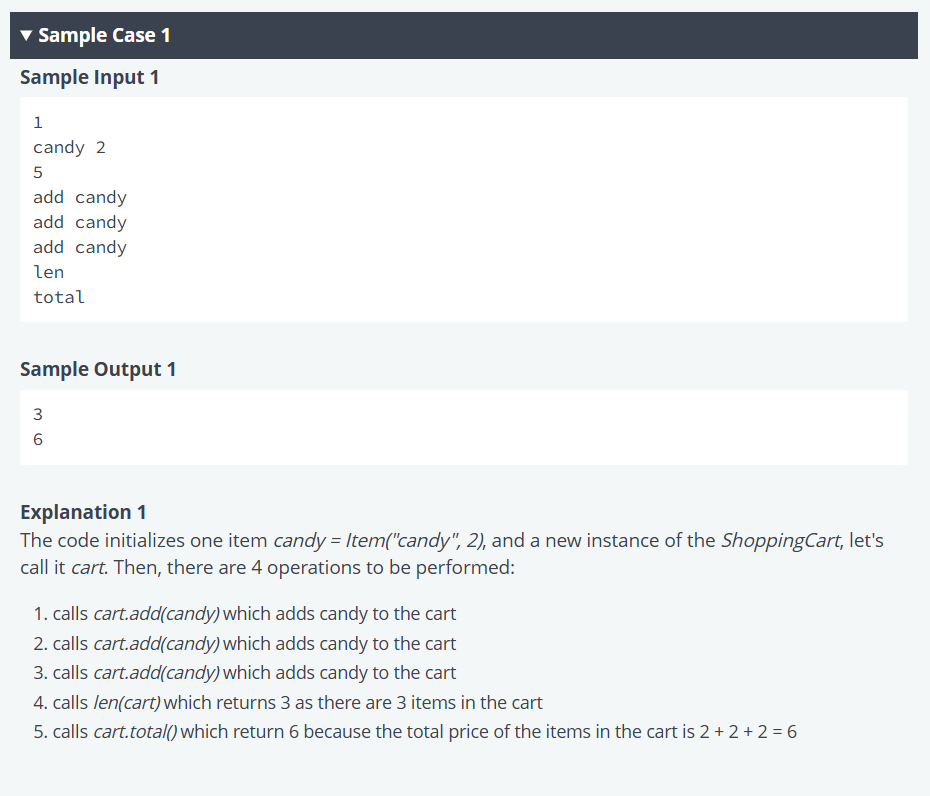 ▼ Sample Case 1
Sample Input 1
1
candy 2
5
add candy
add candy
add candy
len
total
Sample Output 1
3
6
Explanation 1
The code initializes one item candy = Item("candy", 2), and a new instance of the ShoppingCart, let's
call it cart. Then, there are 4 operations to be performed:
1. calls cart.add(candy) which adds candy to the cart
2. calls cart.add(candy) which adds candy to the cart
3. calls cart.add(candy) which adds candy to the cart
4. calls len(cart) which returns 3 as there are 3 items in the cart
5. calls cart.total() which return 6 because the total price of the items in the cart is 2 + 2 + 2 = 6